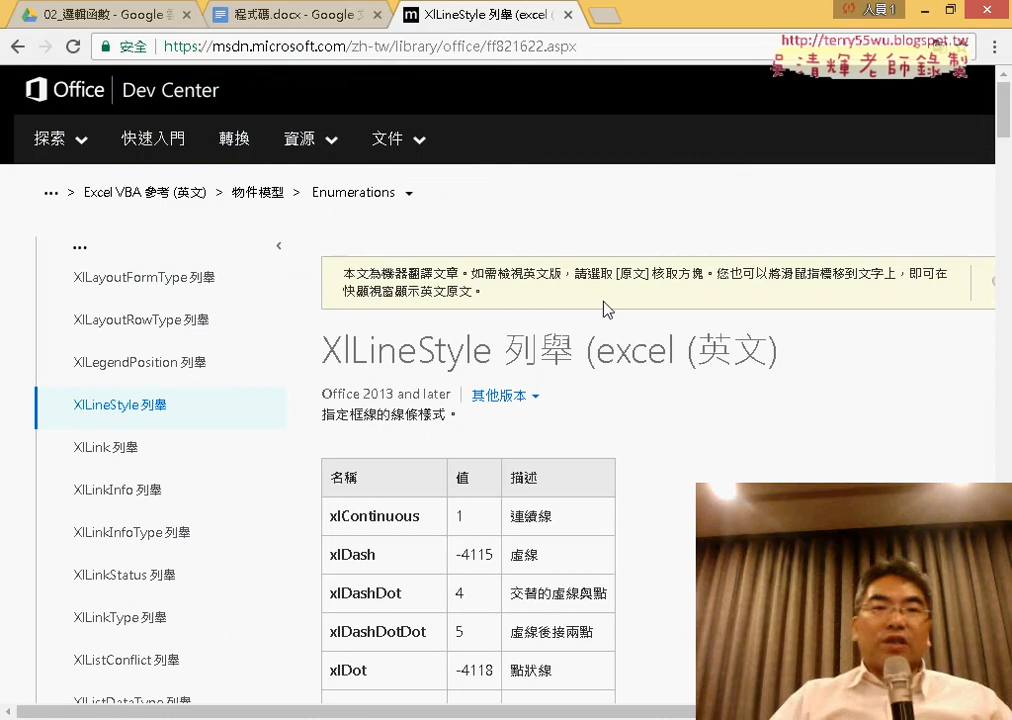 02_邏輯函數 - Google 雲
程式碼.docx - Google 文
XlLineStyle 列舉 (excel (
人員 1
安全 https://msdn.microsoft.com/zh-tw/library/office/ff821622.aspx
http://terry55wu.blogspot.tw
吳清輝老師錄製
Office Dev Center
探索 快速入門 轉換 資源 文件
••• > Excel VBA 參考 (英文) > 物件模型 > Enumerations
•••
XlLayoutFormType 列舉
XlLayoutRowType 列舉
XlLegendPosition 列舉
XlLineStyle 列舉
XlLink 列舉
XlLinkInfo 列舉
XlLinkInfoType 列舉
XlLinkStatus 列舉
XlLinkType 列舉
XlListConflict 列舉
XlListDataType 列舉
本文為機器翻譯文章。如需檢視英文版，請選取 [原文] 核取方塊。您也可以將滑鼠指標移到文字上，即可在
快顯視窗顯示英文原文。
XlLineStyle 列舉 (excel (英文)
Office 2013 and later 其他版本
指定框線的線條樣式。
名稱 值 描述
xlContinuous 1 連續線
xlDash -4115 虛線
xlDashDot 4 交替的虛線與點
xlDashDotDot 5 虛線後接兩點
xlDot -4118 點狀線